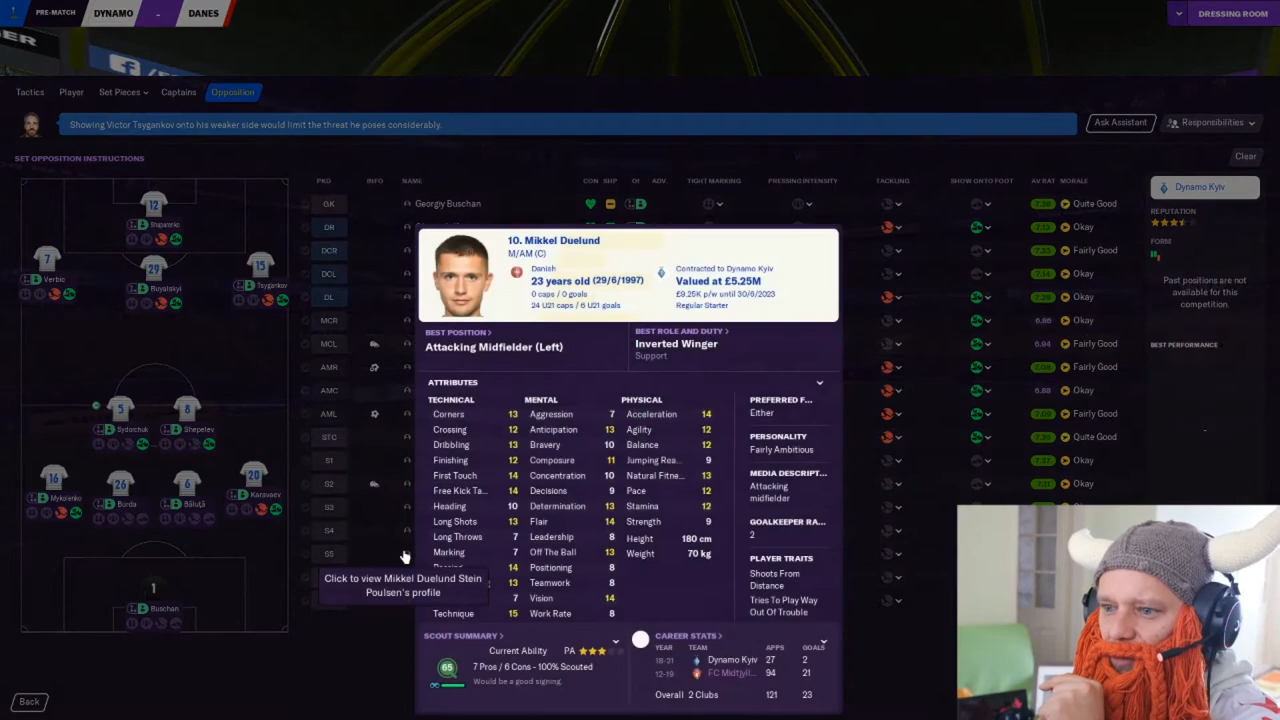 PRE-MATCH DYNAMO - DANES
DRESSING ROOM
Tactics Player Set Pieces Captains Opposition
Showing Victor Tsygankov onto his weaker side would limit the threat he poses considerably.
Ask Assistant Responsibilities
SET OPPOSITION INSTRUCTIONS
Clear
PKG INFO NAME CON SHP OI ADV. TIGHT MARKING PRESSING INTENSITY TACKLING SHOW ONTO FOOT AV RAT MORALE
GK Georgiy Buschan Quite Good
DR 7.13 Okay
DCR Fairly Good
DCL 7.14 Okay
DL Okay
MCR 6.86 Okay
MCL 6.94 Fairly Good
AMR Fairly Good
AMC 6.88 Okay
AML Fairly Good
STC Quite Good
S1 Okay
S2 Okay
S3
S4
S5
Dynamo Kyiv
REPUTATION
FORM
Past positions are not
available for this
competition.
BEST PERFORMANCE
12
7
29
15
Verbic
Buyalskyi
Tsygankov
5 8
Sydorchuk Shepelev
16 26 6 20
Mykolenko Burda Băluță Karavaev
1
Buschan
10. Mikkel Duelund
M/AM (C)
Danish
23 years old (29/6/1997)
0 caps / 0 goals
24 U21 caps / 6 U21 goals
Contracted to Dynamo Kyiv
Valued at £5.25M
£9.25K p/w until 30/6/2023
Regular Starter
BEST POSITION >
Attacking Midfielder (Left)
BEST ROLE AND DUTY >
Inverted Winger
Support
ATTRIBUTES
TECHNICAL MENTAL PHYSICAL
Corners 13 Aggression 7 Acceleration 14
Crossing 12 Anticipation 13 Agility 12
Dribbling 13 Bravery 10 Balance 12
Finishing 12 Composure 11 Jumping Rea... 9
First Touch 14 Concentration 10 Natural Fitne... 13
Free Kick Ta... 14 Decisions 9 Pace 12
Heading 10 Determination 13 Stamina 12
Long Shots 13 Flair 14 Strength 9
Long Throws 7 Leadership 8 Height 180 cm
Marking 7 Off The Ball 13 Weight 70 kg
14 Positioning 8
13 Teamwork 8
7 Vision 14
Technique 15 Work Rate 8
PREFERRED F...
Either
PERSONALITY
Fairly Ambitious
MEDIA DESCRIPT...
Attacking
midfielder
GOALKEEPER RA...
2
PLAYER TRAITS
Shoots From
Distance
Tries To Play Way
Out Of Trouble
Click to view Mikkel Duelund Stein
Poulsen's profile
SCOUT SUMMARY >
Current Ability PA
65
7 Pros / 6 Cons - 100% Scouted
Would be a good signing.
CAREER STATS >
YEAR TEAM APPS GOALS
18-21 Dynamo Kyiv 27 2
12-19 FC Midtjyll... 94 21
Overall 2 Clubs 121 23
Back